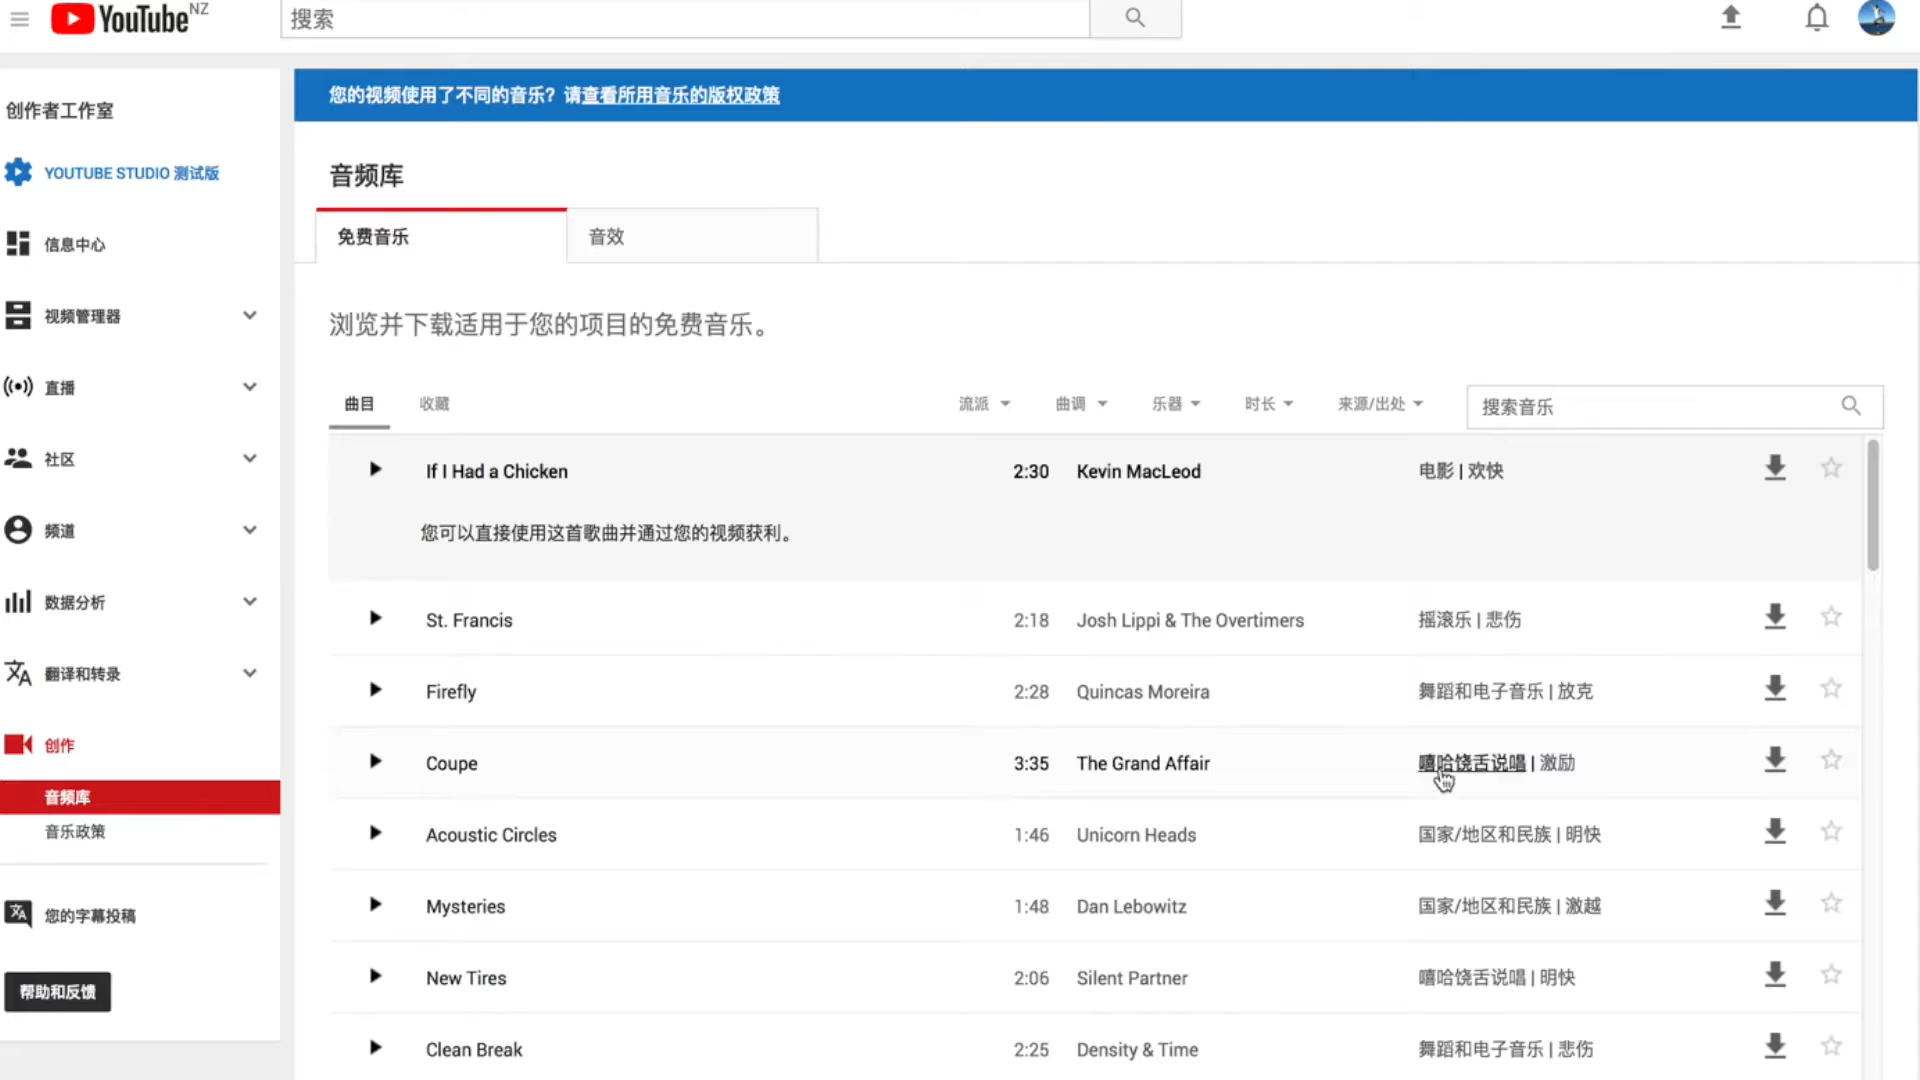 YouTube NZ
搜索
创作者工作室
YOUTUBE STUDIO 测试版
信息中心
视频管理器
直播
社区
频道
数据分析
翻译和转录
创作
音频库
音乐政策
您的字幕投稿
帮助和反馈
您的视频使用了不同的音乐？请查看所用音乐的版权政策
音频库
免费音乐 音效
浏览并下载适用于您的项目的免费音乐。
曲目 收藏 流派 曲调 乐器 时长 来源/出处 搜索音乐
If I Had a Chicken 2:30 Kevin MacLeod 电影 | 欢快
您可以直接使用这首歌曲并通过您的视频获利。
St. Francis 2:18 Josh Lippi & The Overtimers 摇滚乐 | 悲伤
Firefly 2:28 Quincas Moreira 舞蹈和电子音乐 | 放克
Coupe 3:35 The Grand Affair 嘻哈饶舌说唱 | 激励
Acoustic Circles 1:46 Unicorn Heads 国家/地区和民族 | 明快
Mysteries 1:48 Dan Lebowitz 国家/地区和民族 | 激越
New Tires 2:06 Silent Partner 嘻哈饶舌说唱 | 明快
Clean Break 2:25 Density & Time 舞蹈和电子音乐 | 悲伤